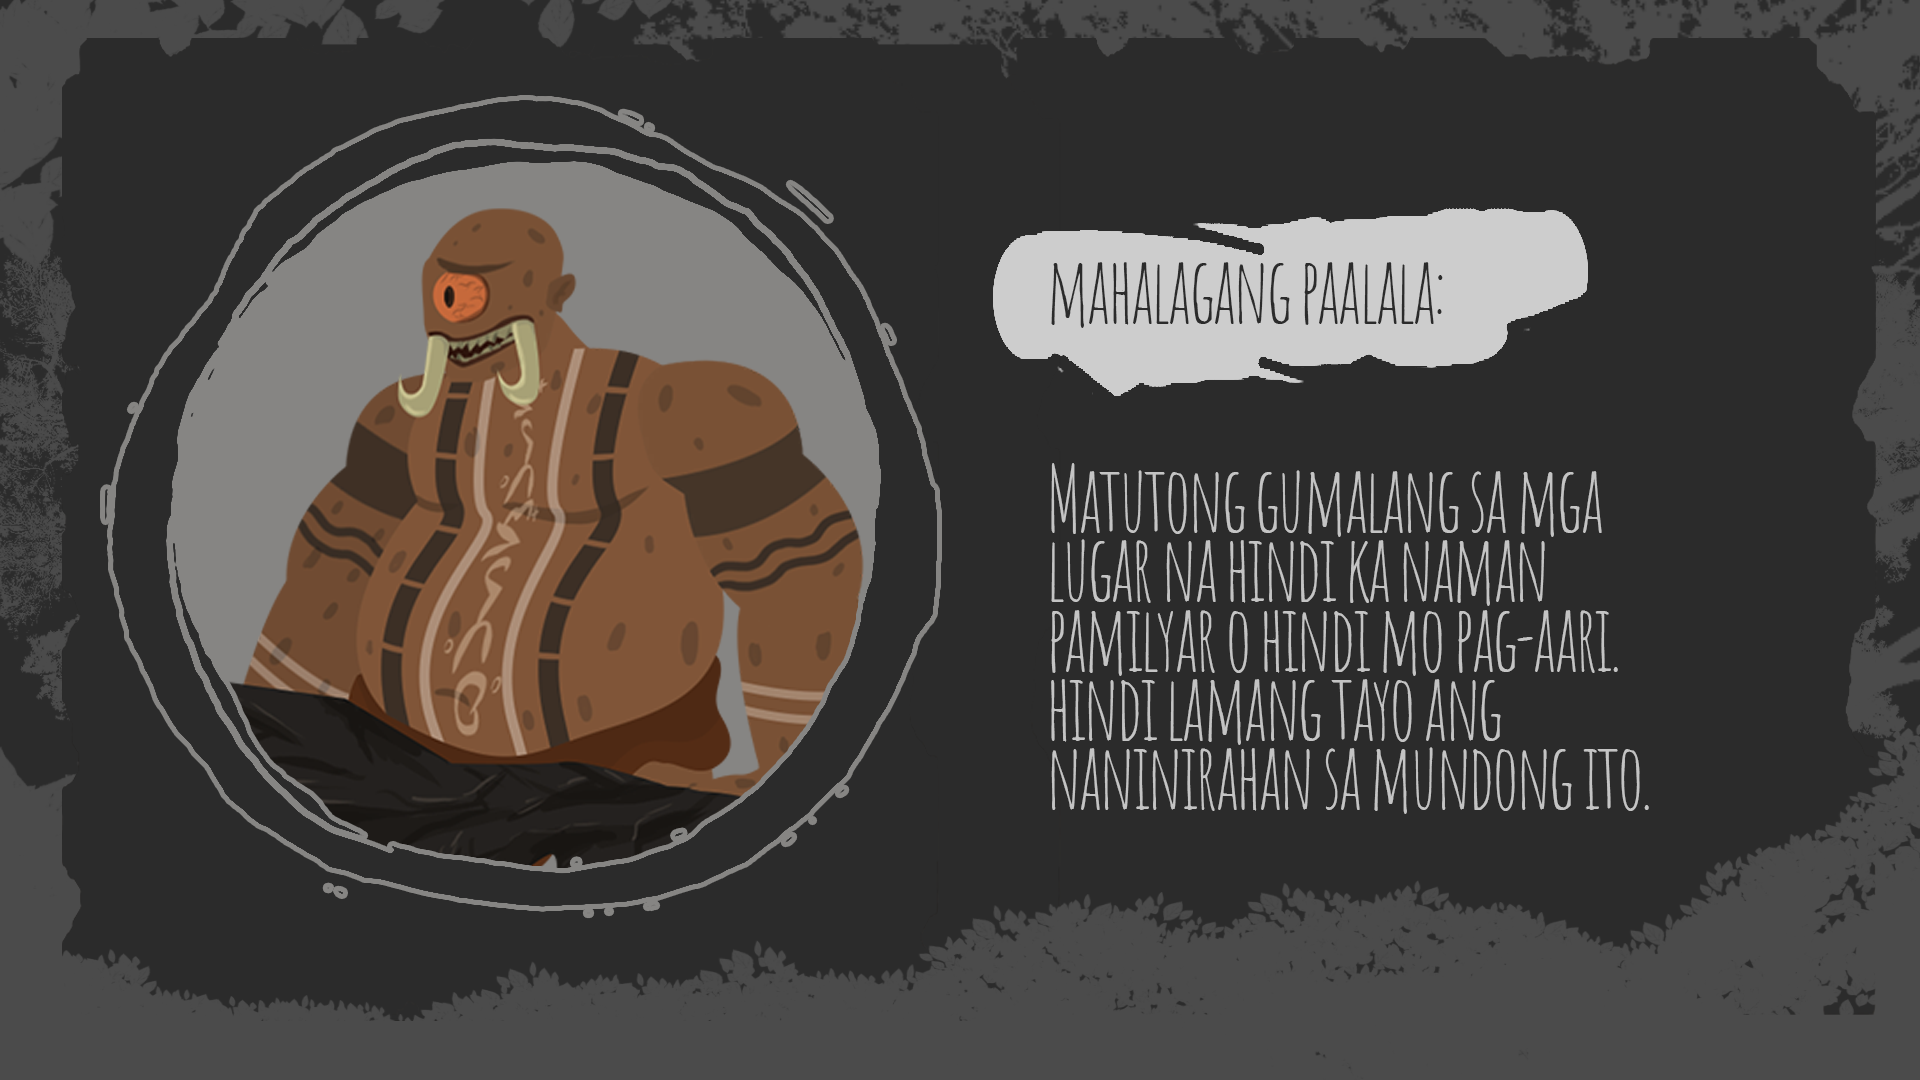 MAHALAGANG PAALALA:
MATUTONG GUMALANG SA MGA
LUGAR NA HINDI KA NAMAN
PAMILYAR O HINDI MO PAG-AARI.
HINDI LAMANG TAYO ANG
NANINIRAHAN SA MUNDONG ITO.